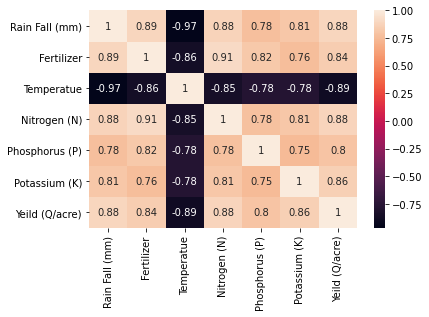 Rain Fall (mm) 1 0.89 -0.97 0.88 0.78 0.81 0.88
Fertilizer 0.89 1 -0.86 0.91 0.82 0.76 0.84
Temperatue -0.97 -0.86 1 -0.85 -0.78 -0.78 -0.89
Nitrogen (N) 0.88 0.91 -0.85 1 0.78 0.81 0.88
Phosphorus (P) 0.78 0.82 -0.78 0.78 1 0.75 0.8
Potassium (K) 0.81 0.76 -0.78 0.81 0.75 1 0.86
Yeild (Q/acre) 0.88 0.84 -0.89 0.88 0.8 0.86 1
Rain Fall (mm)
Fertilizer
Temperatue
Nitrogen (N)
Phosphorus (P)
Potassium (K)
Yeild (Q/acre)
1.00
0.75
0.50
0.25
0.00
-0.25
-0.50
-0.75